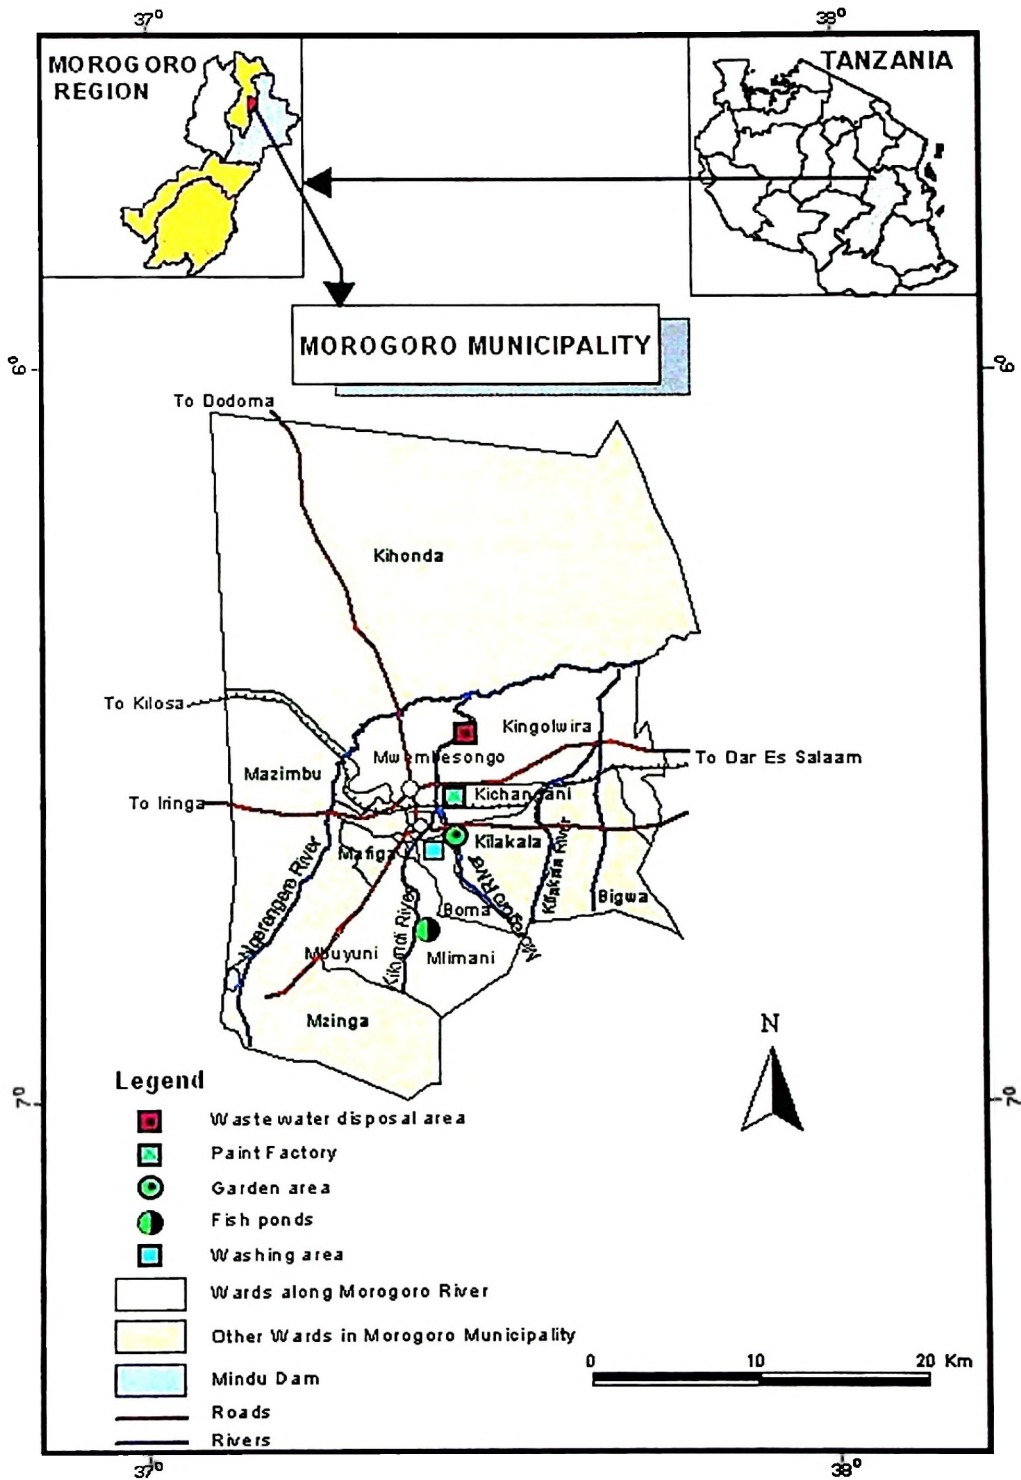 37°
38°
MOROGORO
REGION
TANZANIA
MOROGORO MUNICIPALITY
6°
6°
To Dodoma
Kihonda
To Kilosa
Kingolwira
Mwembesongo
To Dar Es Salaam
Mazimbu
Kichangani
To Iringa
Kilakala
Mafiga
Ngerengere River
Kilakala River
Morogoro River
Bigwa
Boma
Kikundi River
Mbuyuni
Mlimani
Mzinga
N
7°
7°
Legend
Waste water disposal area
Paint Factory
Garden area
Fish ponds
Washing area
Wards along Morogoro River
Other Wards in Morogoro Municipality
0 10 20 Km
Mindu Dam
Roads
Rivers
37°
38°